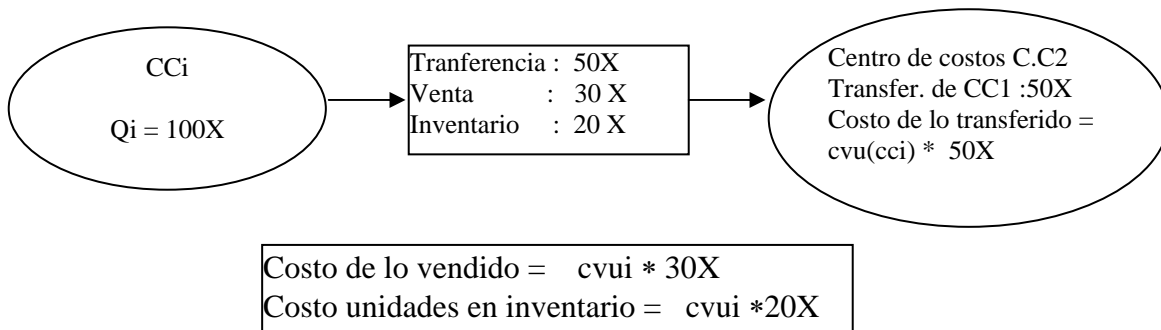 CCi
Qi = 100X
Tranferencia : 50X
Venta : 30 X
Inventario : 20 X
Centro de costos C.C2
Transfer. de CC1 :50X
Costo de lo transferido =
cvu(cci) * 50X
Costo de lo vendido = cvui * 30X
Costo unidades en inventario = cvui *20X